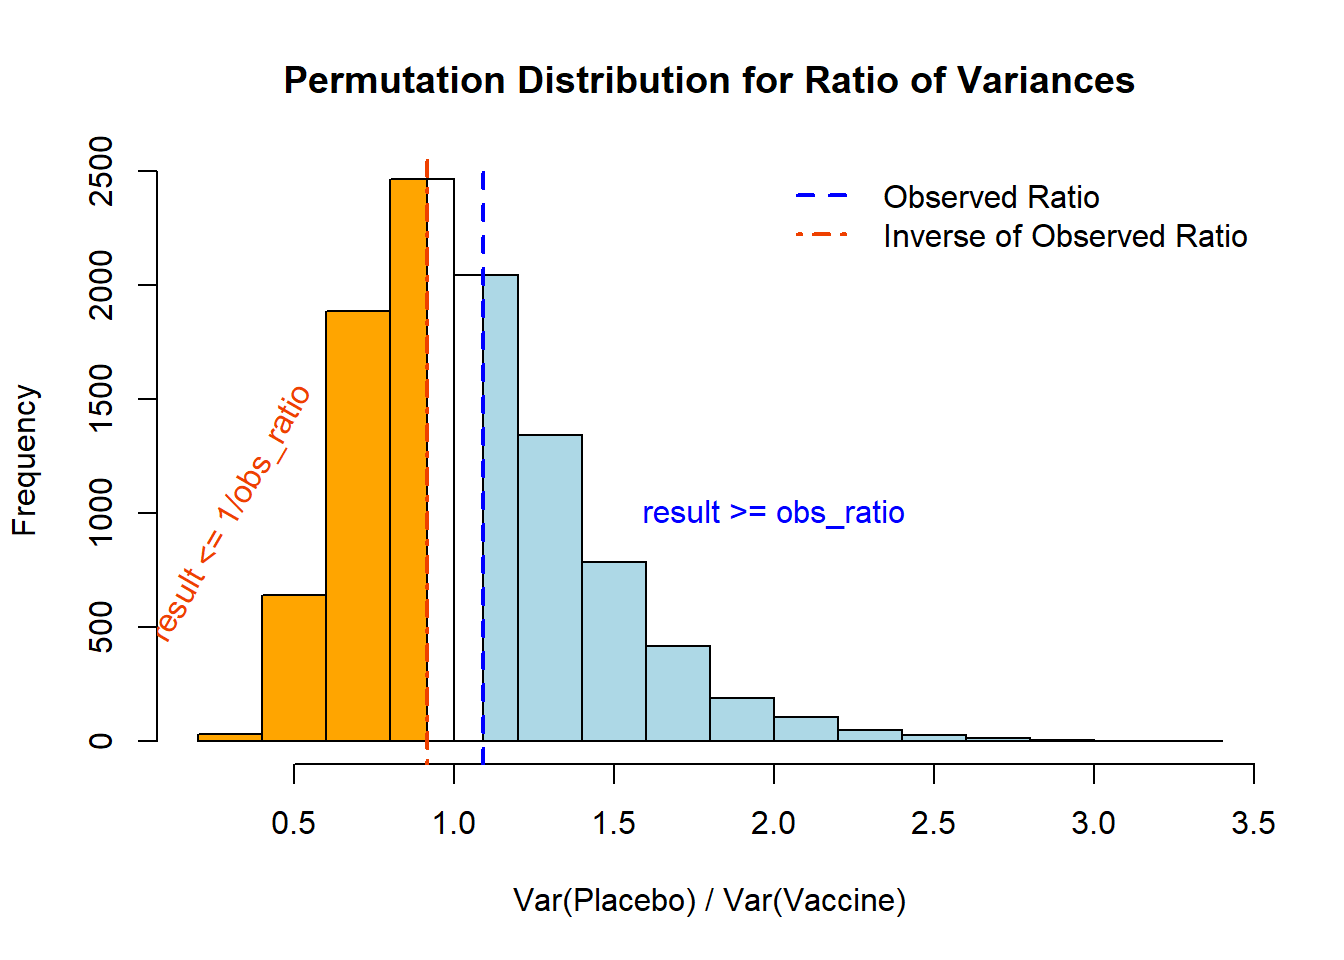 Permutation Distribution for Ratio of Variances
Observed Ratio
Inverse of Observed Ratio
Frequency
2500
2000
1500
1000
500
0
result <= 1/obs_ratio
result >= obs_ratio
0.5 1.0 1.5 2.0 2.5 3.0 3.5
Var(Placebo) / Var(Vaccine)